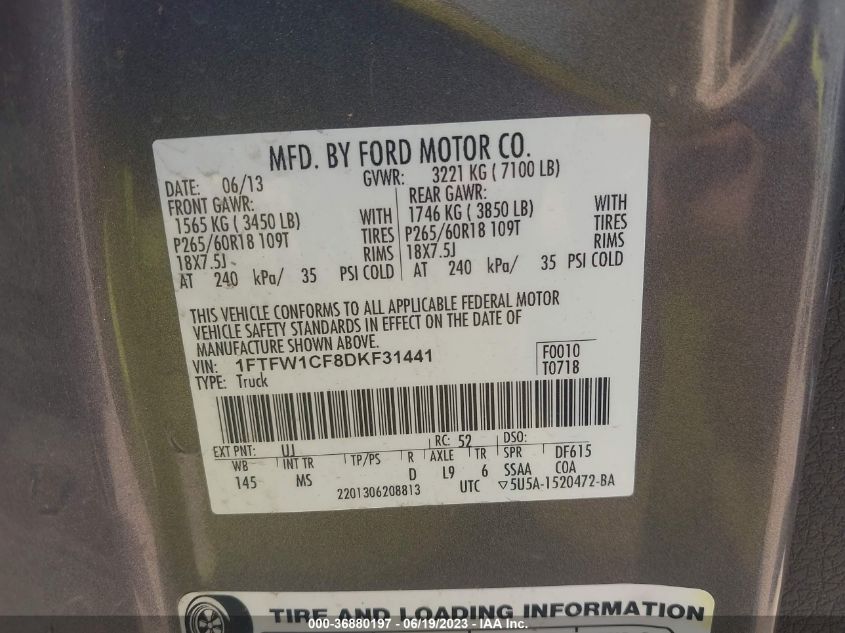 MFD. BY FORD MOTOR CO.
DATE: 06/13 GVWR: 3221 KG ( 7100 LB)
FRONT GAWR: REAR GAWR:
1565 KG ( 3450 LB) WITH 1746 KG ( 3850 LB) WITH
P265/60R18 109T TIRES P265/60R18 109T TIRES
18X7.5J RIMS 18X7.5J RIMS
AT 240 kPa/ 35 PSI COLD AT 240 kPa/ 35 PSI COLD
THIS VEHICLE CONFORMS TO ALL APPLICABLE FEDERAL MOTOR
VEHICLE SAFETY STANDARDS IN EFFECT ON THE DATE OF
MANUFACTURE SHOWN ABOVE.
VIN: 1FTFW1CF8DKF31441 F0010
TYPE: Truck T0718
EXT PNT: UJ RC: 52 DSO:
WB INT TR TP/PS R AXLE TR SPR DF615
145 MS D L9 6 SSAA COA
2201306208813 UTC ▽5U5A-1520472-BA
TIRE AND LOADING INFORMATION
000-36880197 - 06/19/2023 - IAA Inc.